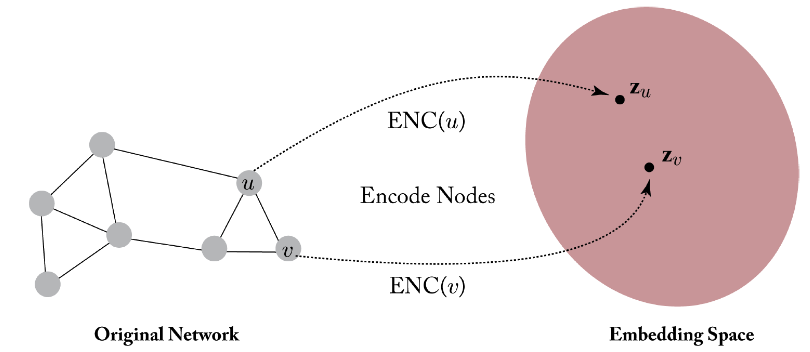 z_u
ENC(u)
u
z_v
Encode Nodes
v
ENC(v)
Original Network
Embedding Space